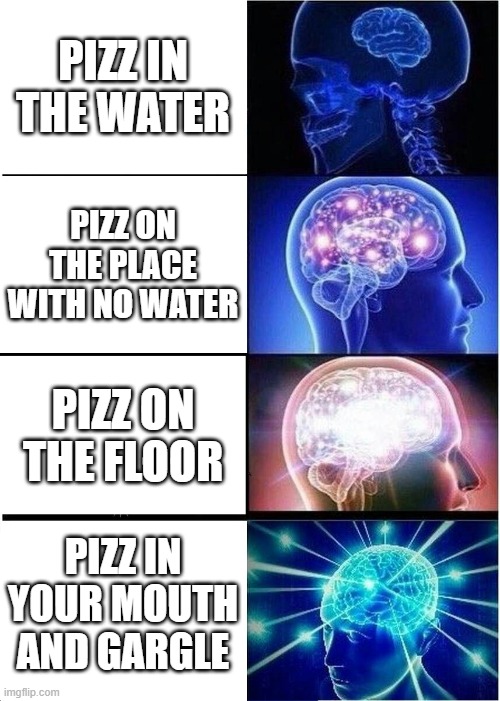 PIZZ IN
THE WATER
PIZZ ON
THE PLACE
WITH NO WATER
PIZZ ON
THE FLOOR
PIZZ IN
YOUR MOUTH
AND GARGLE
imgflip.com